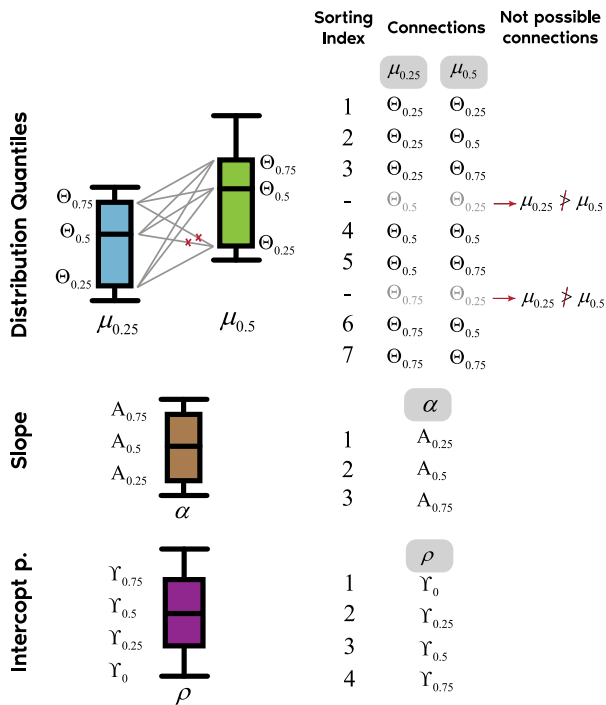 Sorting Index Connections Not possible connections
μ0.25 μ0.5
Distribution Quantiles
Θ0.75
Θ0.5
Θ0.25
μ0.25
Θ0.75
Θ0.5
Θ0.25
μ0.5
1 Θ0.25 Θ0.25
2 Θ0.25 Θ0.5
3 Θ0.25 Θ0.75
- Θ0.5 Θ0.25 → μ0.25 ≯ μ0.5
4 Θ0.5 Θ0.5
5 Θ0.5 Θ0.75
- Θ0.75 Θ0.25 → μ0.25 ≯ μ0.5
6 Θ0.75 Θ0.5
7 Θ0.75 Θ0.75
Slope
A0.75
A0.5
A0.25
α
α
1 A0.25
2 A0.5
3 A0.75
Intercopt p.
ϒ0.75
ϒ0.5
ϒ0.25
ϒ0
ρ
ρ
1 ϒ0
2 ϒ0.25
3 ϒ0.5
4 ϒ0.75